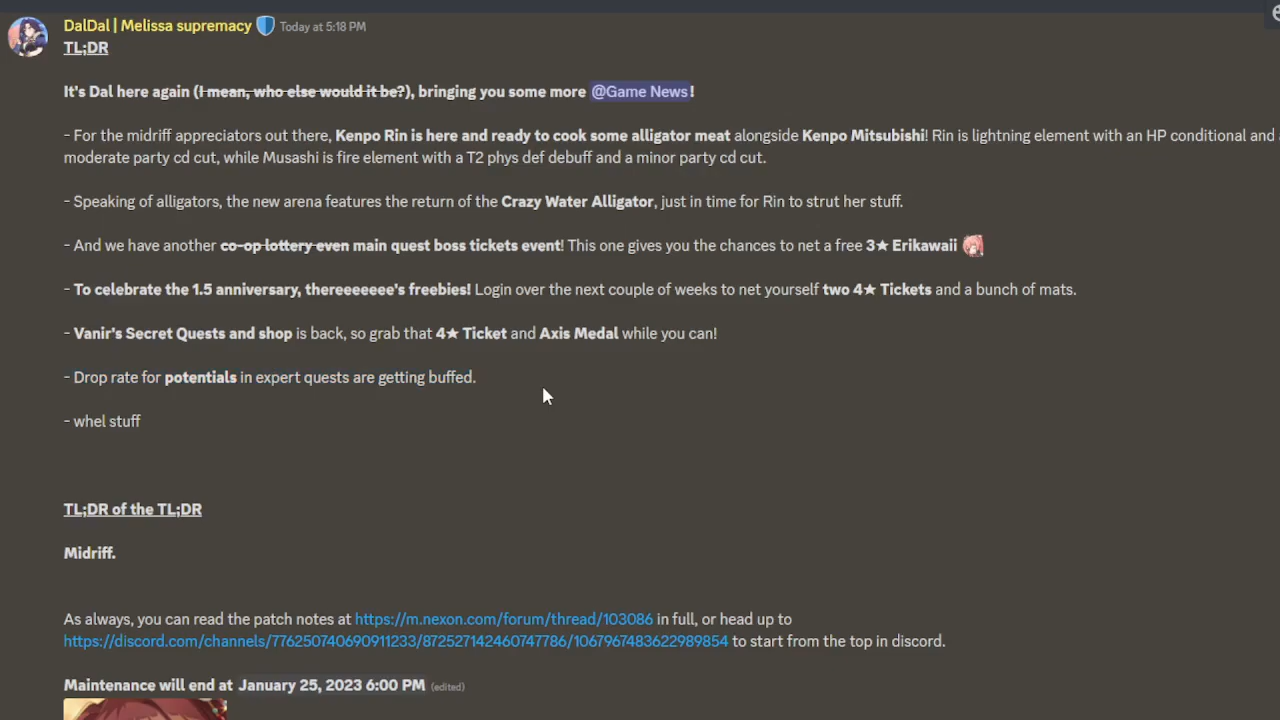 DalDal | Melissa supremacy Today at 5:18 PM
TL;DR
It's Dal here again (I mean, who else would it be?), bringing you some more @Game News!
- For the midriff appreciators out there, Kenpo Rin is here and ready to cook some alligator meat alongside Kenpo Mitsubishi! Rin is lightning element with an HP conditional and
moderate party cd cut, while Musashi is fire element with a T2 phys def debuff and a minor party cd cut.
- Speaking of alligators, the new arena features the return of the Crazy Water Alligator, just in time for Rin to strut her stuff.
- And we have another co-op lottery even main quest boss tickets event! This one gives you the chances to net a free 3★ Erikawaii
- To celebrate the 1.5 anniversary, thereeeeeee's freebies! Login over the next couple of weeks to net yourself two 4★ Tickets and a bunch of mats.
- Vanir's Secret Quests and shop is back, so grab that 4★ Ticket and Axis Medal while you can!
- Drop rate for potentials in expert quests are getting buffed.
- whel stuff
TL;DR of the TL;DR
Midriff.
As always, you can read the patch notes at https://m.nexon.com/forum/thread/103086 in full, or head up to
https://discord.com/channels/776250740690911233/872527142460747786/1067967483622989854 to start from the top in discord.
Maintenance will end at January 25, 2023 6:00 PM (edited)